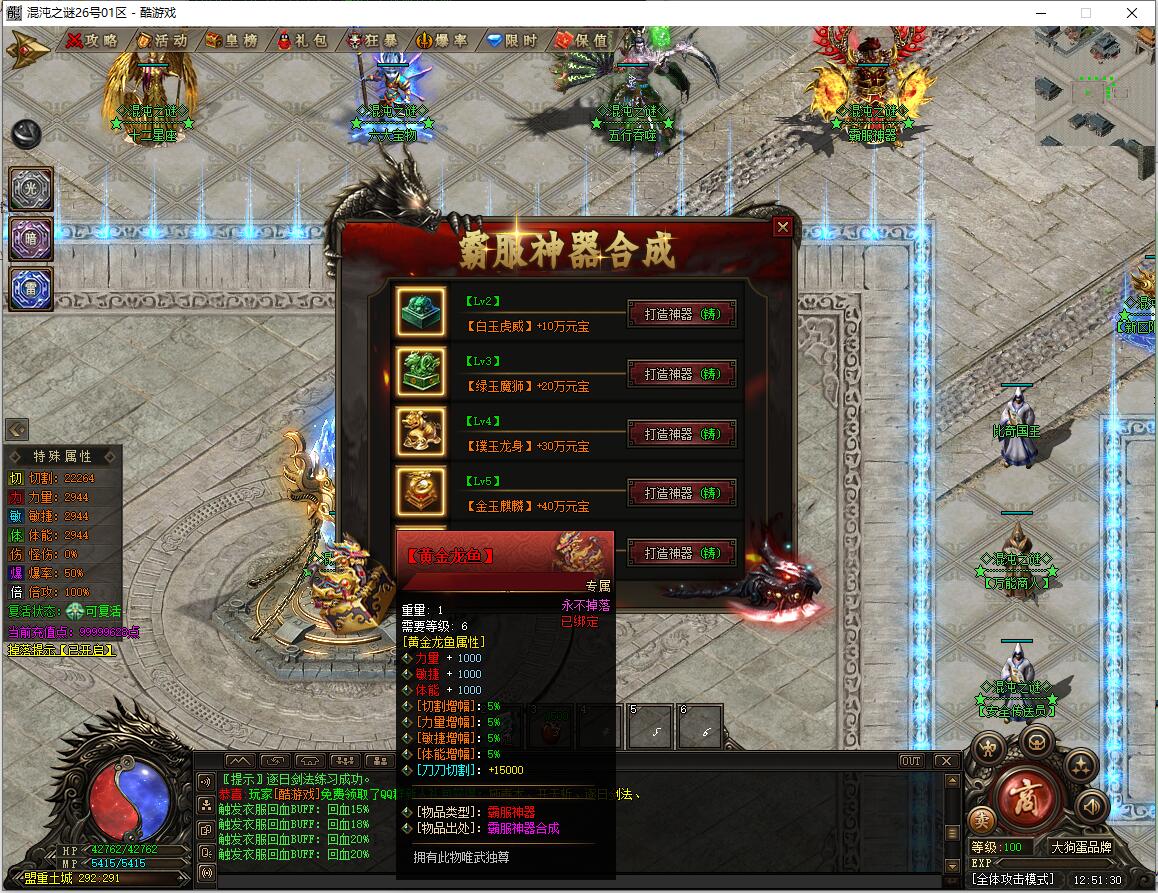 混沌之谜26号01区 - 酷游戏
攻略 活动 皇榜 礼包 狂暴 爆率 限时 保值
◇混沌之谜◇
★十二星座★
◇混沌之谜◇
★六大宝物★
◇混沌之谜◇
★五行吞噬★
◇混沌之谜◇
★霸服神器★
光
暗
雷
霸服神器合成
【Lv2】
【白玉虎威】+10万元宝
打造神器（铸）
【Lv3】
【绿玉魔狮】+20万元宝
打造神器（铸）
【Lv4】
【璞玉龙身】+30万元宝
打造神器（铸）
【Lv5】
【金玉麒麟】+40万元宝
打造神器（铸）
打造神器（铸）
【黄金龙鱼】
专属
重量: 1
永不掉落
需要等级: 6
已绑定
[黄金龙鱼属性]
力量 + 1000
敏捷 + 1000
体能 + 1000
[切割增幅]: 5%
[力量增幅]: 5%
[敏捷增幅]: 5%
[体能增幅]: 5%
[刀刀切割]: +15000
[物品类型]: 霸服神器
[物品出处]: 霸服神器合成
拥有此物唯武独尊
特殊属性
切 切割: 22264
力 力量: 2944
敏 敏捷: 2944
体 体能: 2944
伤 怪伤: 0%
爆 爆率: 50%
倍 倍攻: 100%
复活状态: 可复活
当前充值点: 99999628点
掉落提示【已开启】
比奇国王
◇混沌之谜◇
★【万能商人】★
◇混沌之谜◇
★【安全传送员】★
3 4 5 6
OUT
【提示】逐日剑法练习成功。
恭喜 玩家[酷游戏]免费领取了QQ
触发衣服回血BUFF: 回血15%
触发衣服回血BUFF: 回血18%
触发衣服回血BUFF: 回血20%
触发衣服回血BUFF: 回血20%
HP 42762/42762
MP 5415/5415
盟重土城 292:291
商
卖
等级:100
大狗蛋品牌
EXP
[全体攻击模式] 12:51:30